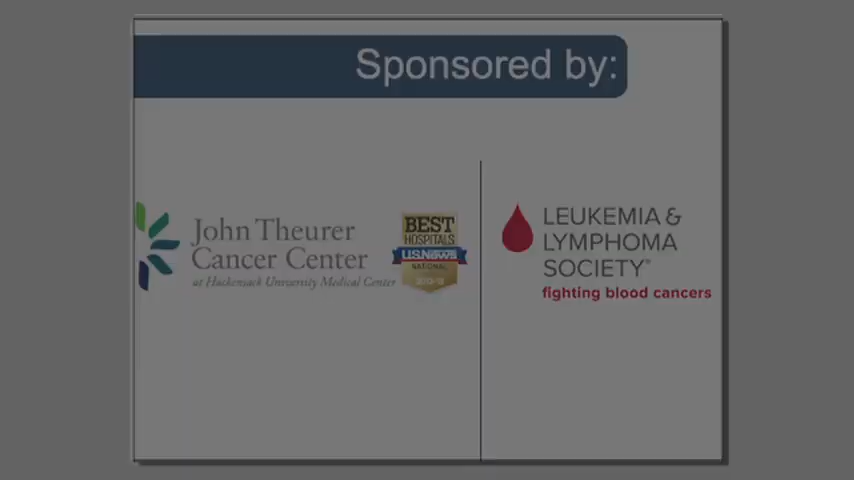 Sponsored by:
John Theurer
Cancer Center
at Hackensack University Medical Center
BEST
HOSPITALS
U.S.News
NATIONAL
LEUKEMIA &
LYMPHOMA
SOCIETY®
fighting blood cancers